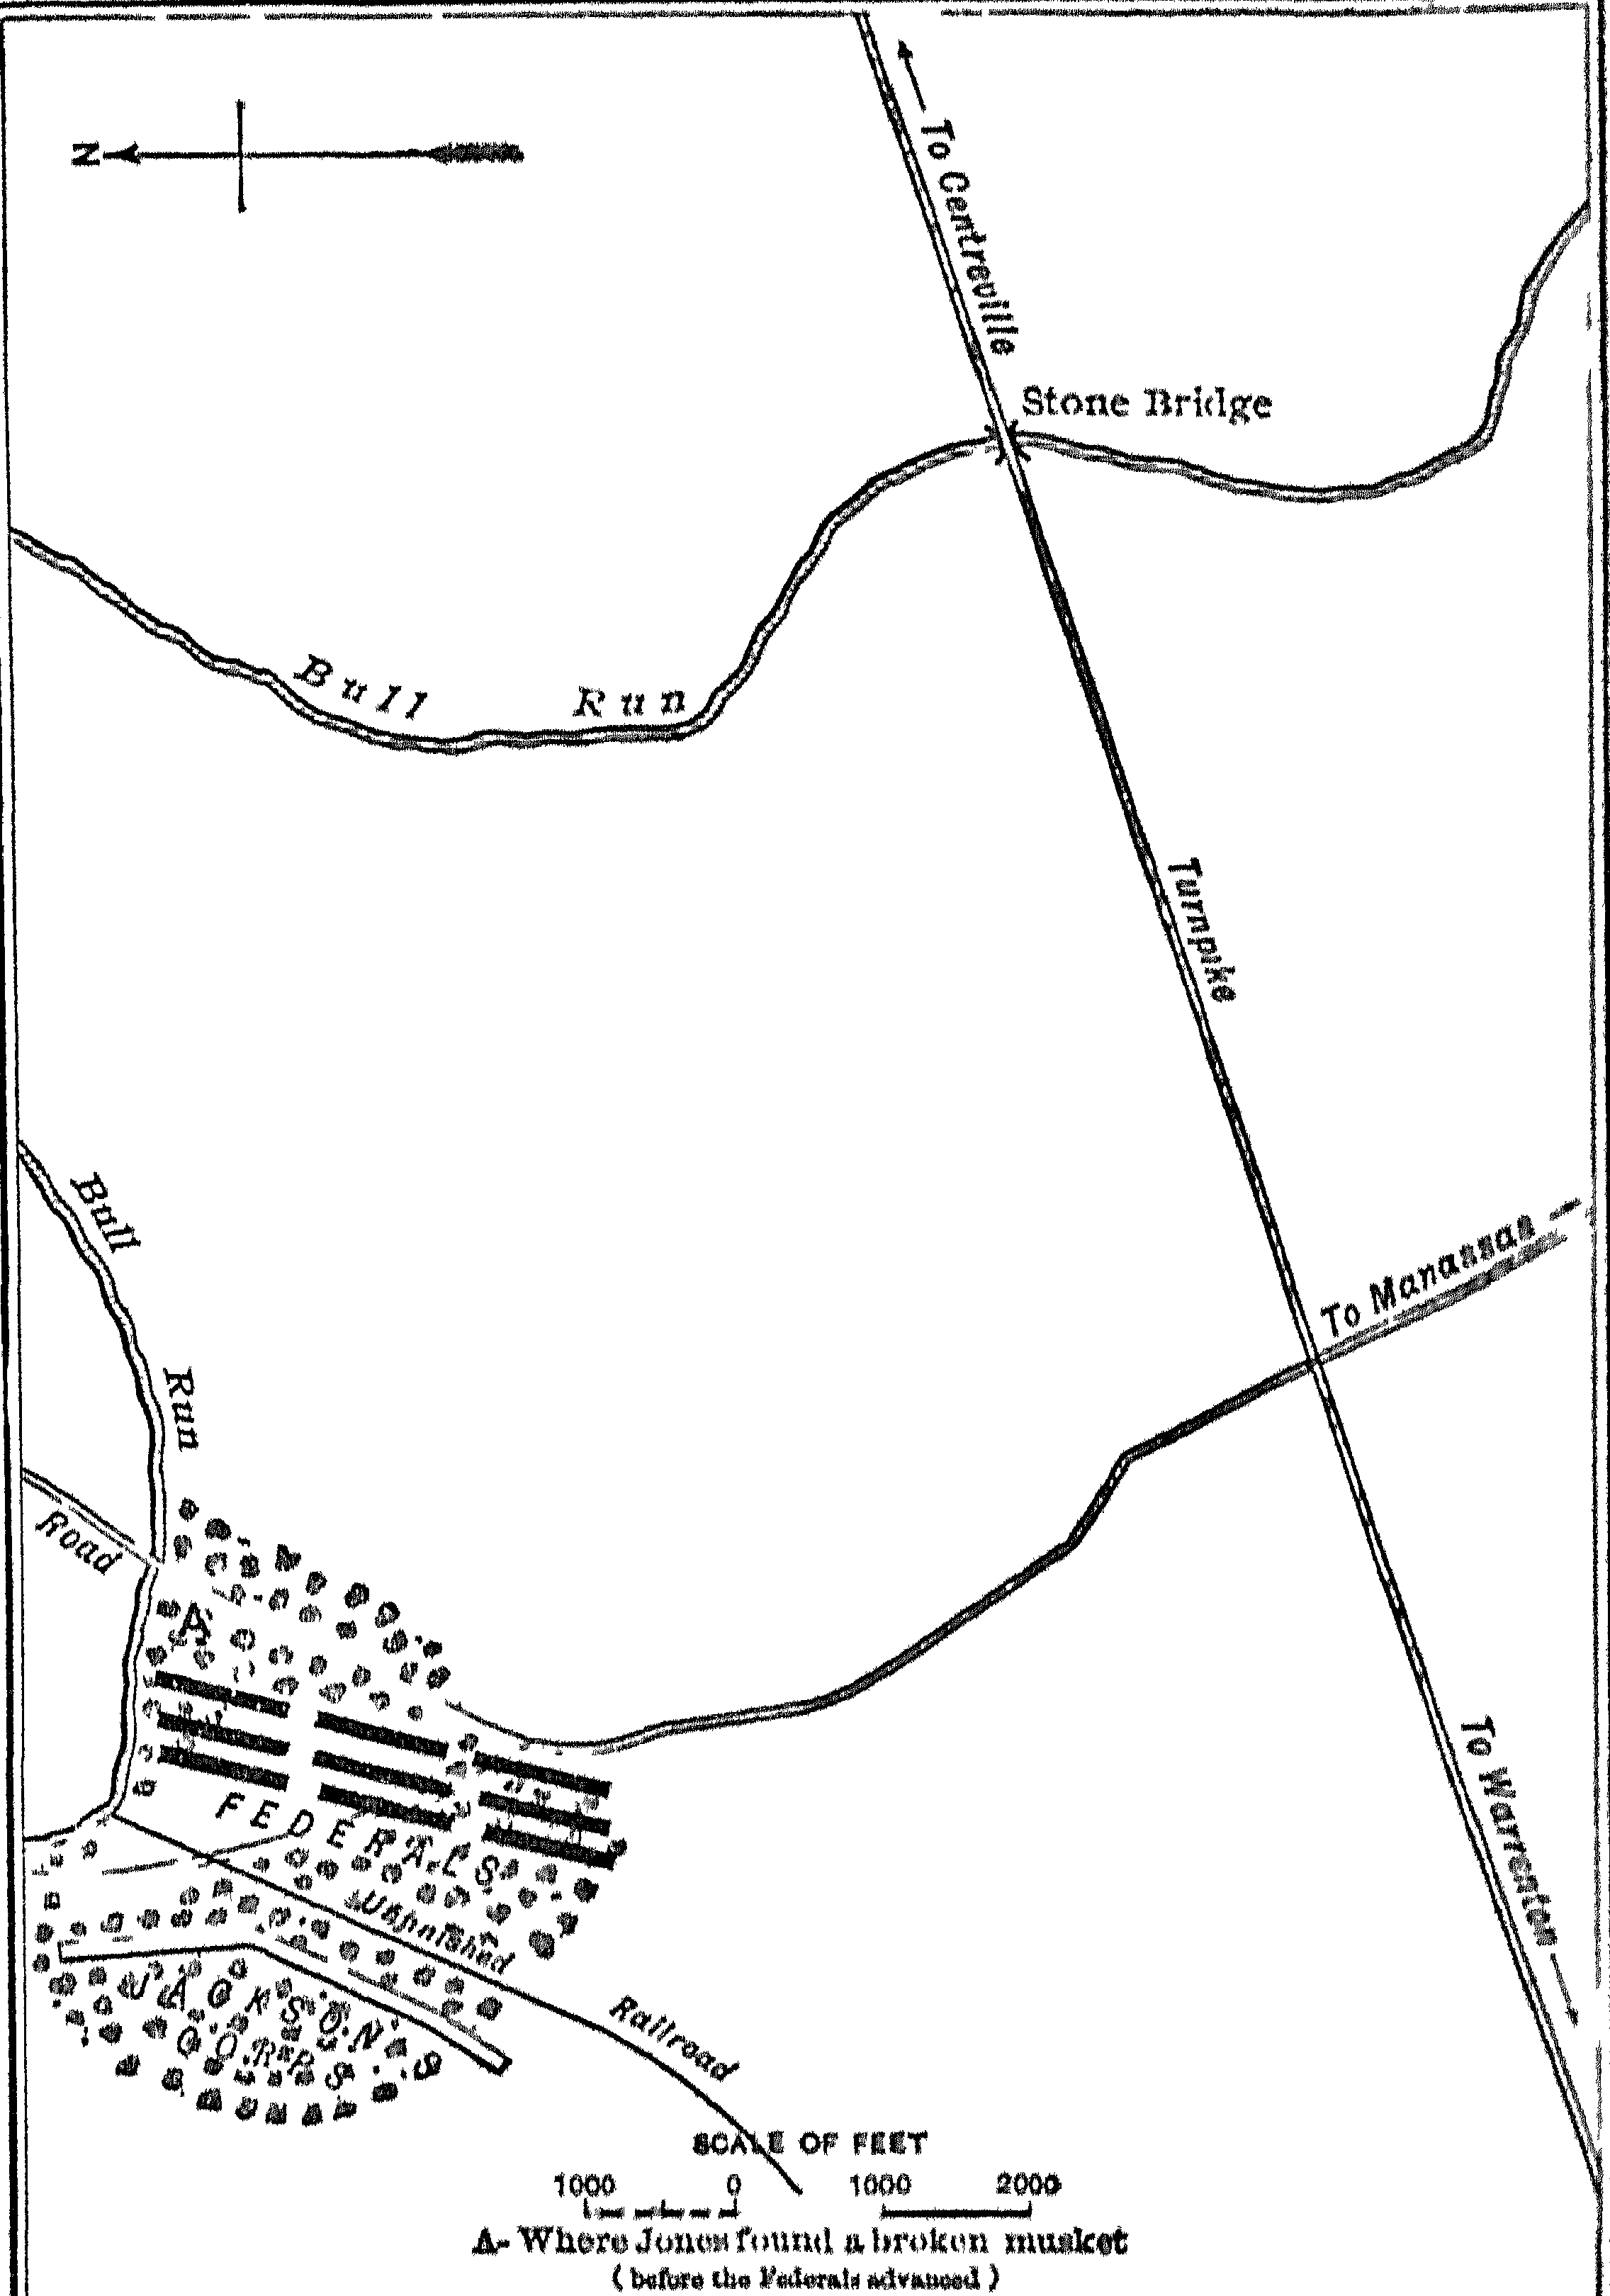 N
To Centreville
Stone Bridge
Bull Run
Turnpike
Bull Run
To Manassas
Road
A
To Warrenton
FEDERALS
Unfinished Railroad
JACKSON'S
CORPS
SCALE OF FEET
1000 0 1000 2000
A- Where Jones found a broken musket
(before the Federals advanced)